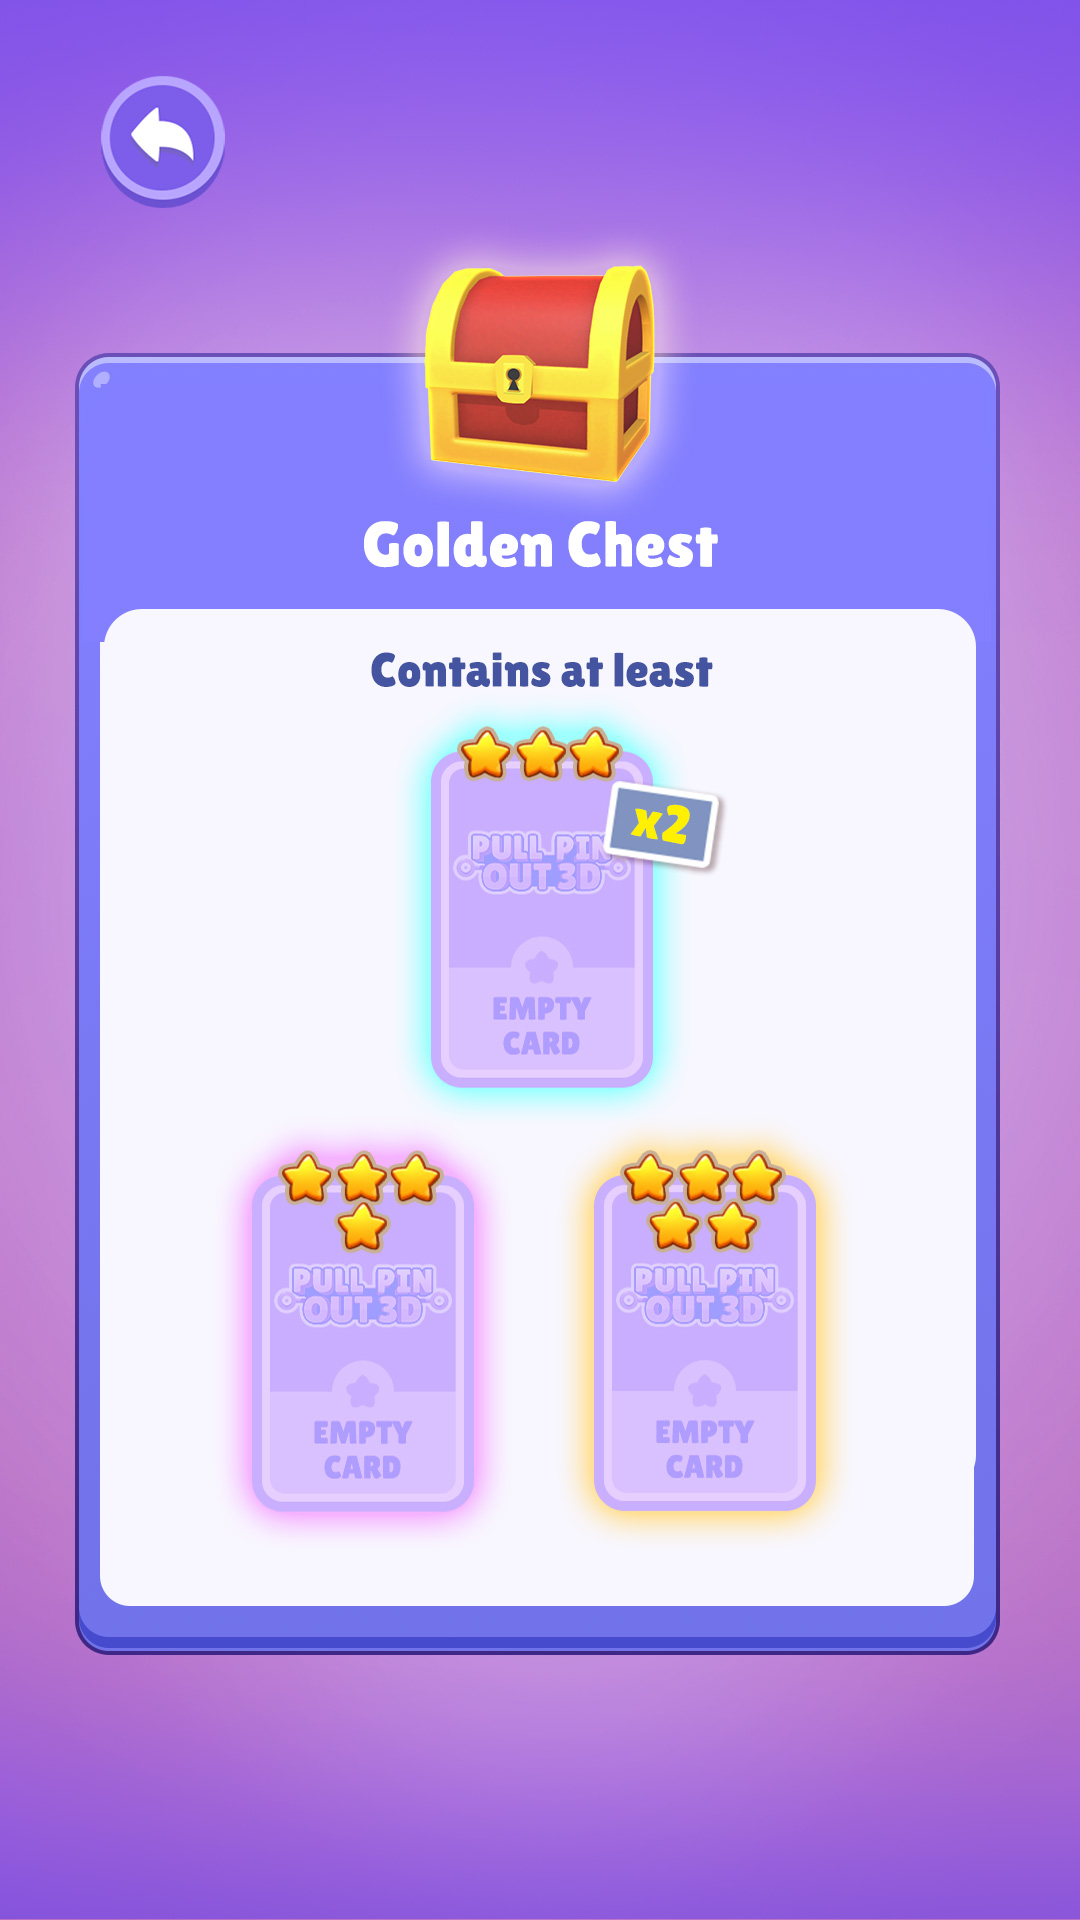 Golden Chest
Contains at least
x2
PULL PIN
OUT 3D
EMPTY
CARD
PULL PIN
OUT 3D
EMPTY
CARD
PULL PIN
OUT 3D
EMPTY
CARD